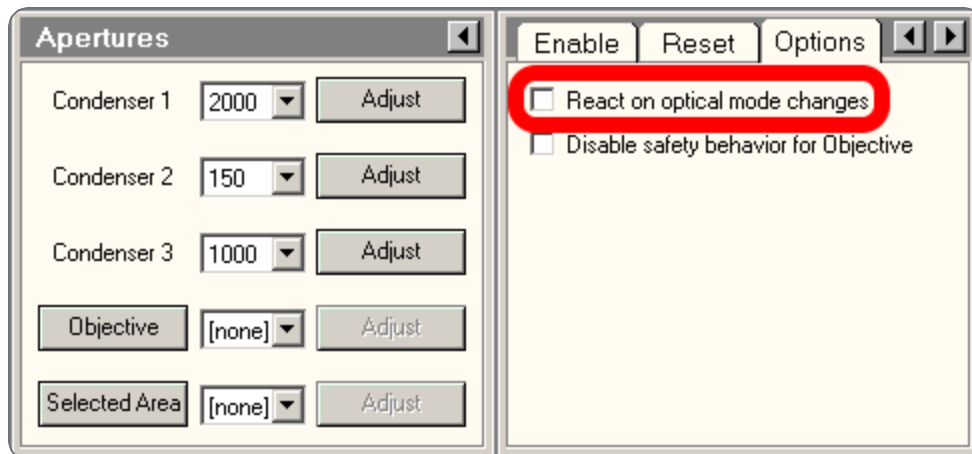 Apertures
Condenser 1 2000 Adjust
Condenser 2 150 Adjust
Condenser 3 1000 Adjust
Objective [none] Adjust
Selected Area [none] Adjust
Enable Reset Options
React on optical mode changes
Disable safety behavior for Objective